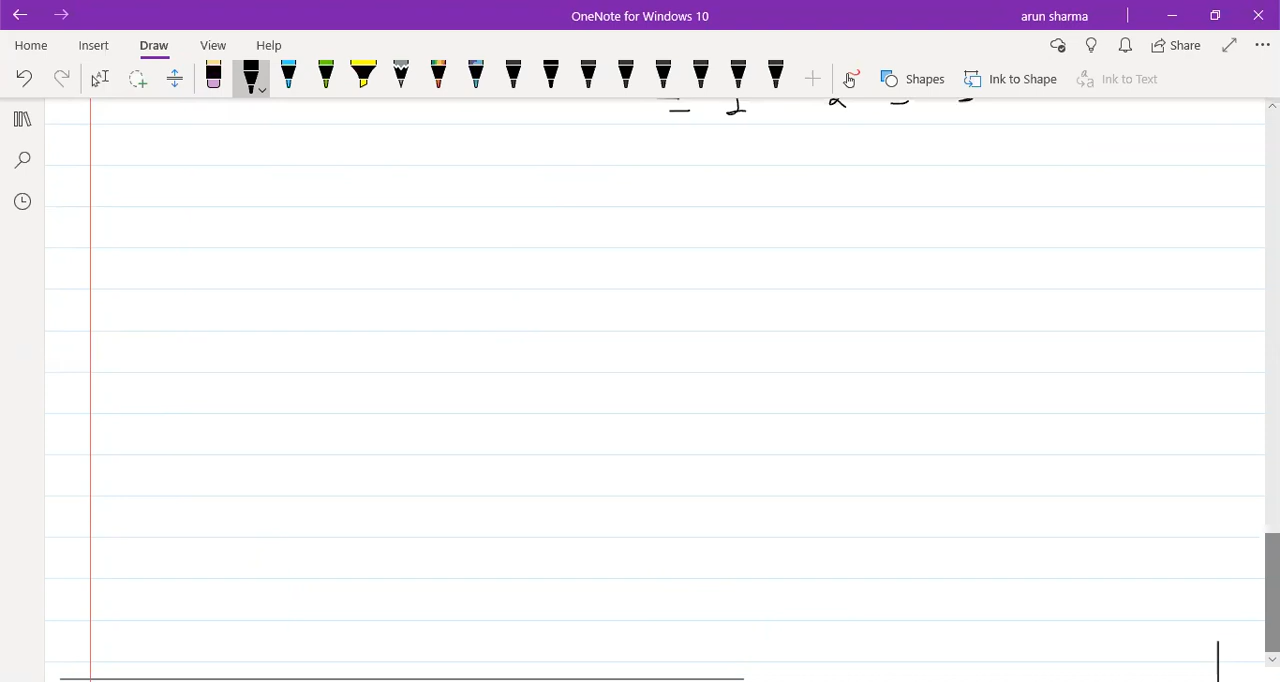 OneNote for Windows 10
arun sharma
Home Insert Draw View Help
Share
Shapes
Ink to Shape
Ink to Text